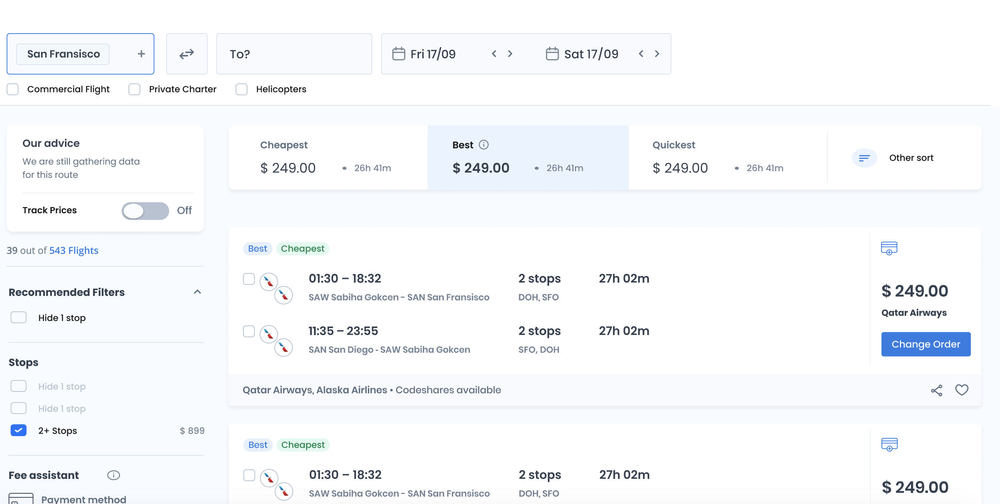 San Fransisco +
To?
Fri 17/09
Sat 17/09
Commercial Flight
Private Charter
Helicopters
Our advice
We are still gathering data
for this route
Track Prices
Off
39 out of 543 Flights
Recommended Filters
Hide 1 stop
Stops
Hide 1 stop
Hide 1 stop
2+ Stops $ 899
Fee assistant
Payment method
Cheapest
$ 249.00 • 26h 41m
Best
$ 249.00 • 26h 41m
Quickest
$ 249.00 • 26h 41m
Other sort
Best Cheapest
01:30 – 18:32 2 stops 27h 02m
SAW Sabiha Gokcen - SAN San Fransisco DOH, SFO
11:35 – 23:55 2 stops 27h 02m
SAN San Diego - SAW Sabiha Gokcen SFO, DOH
$ 249.00
Qatar Airways
Change Order
Qatar Airways, Alaska Airlines • Codeshares available
Best Cheapest
01:30 – 18:32 2 stops 27h 02m
SAW Sabiha Gokcen - SAN San Fransisco DOH, SFO
$ 249.00